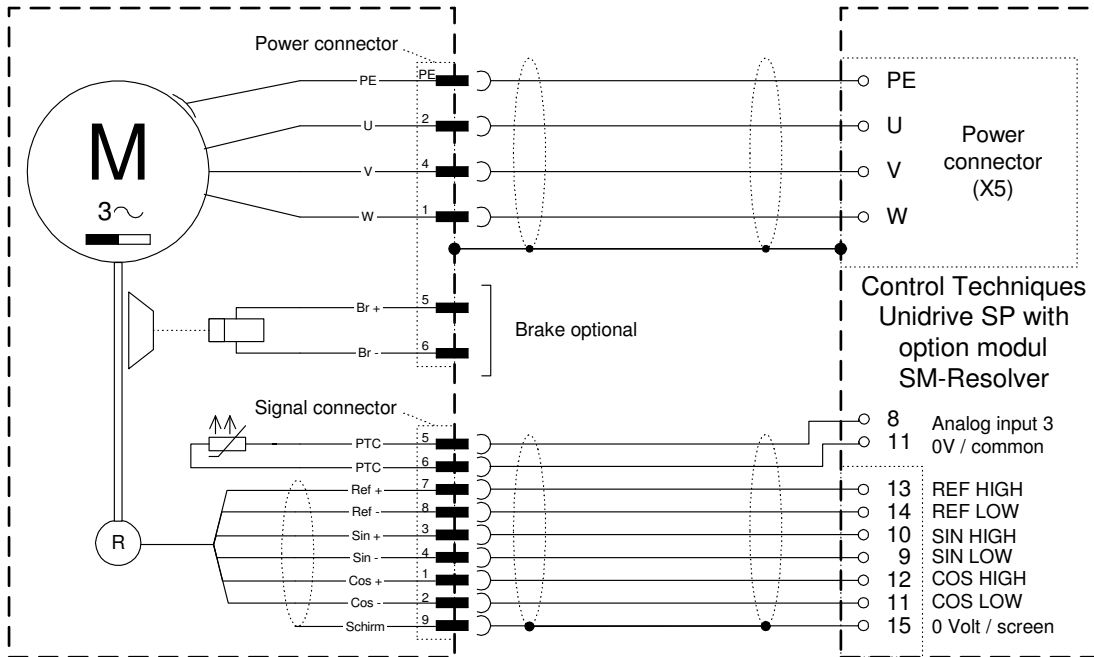 Power connector
PE PE PE
U 2 U
V 4 V
W 1 W
Power
connector
(X5)
M
3
Br + 5
Br - 6
Brake optional
Control Techniques
Unidrive SP with
option modul
SM-Resolver
Signal connector
PTC 5 8 Analog input 3
PTC 6 11 0V / common
Ref + 7 13 REF HIGH
Ref - 8 14 REF LOW
Sin + 3 10 SIN HIGH
Sin - 4 9 SIN LOW
Cos + 1 12 COS HIGH
Cos - 2 11 COS LOW
Schirm 9 15 0 Volt / screen
R